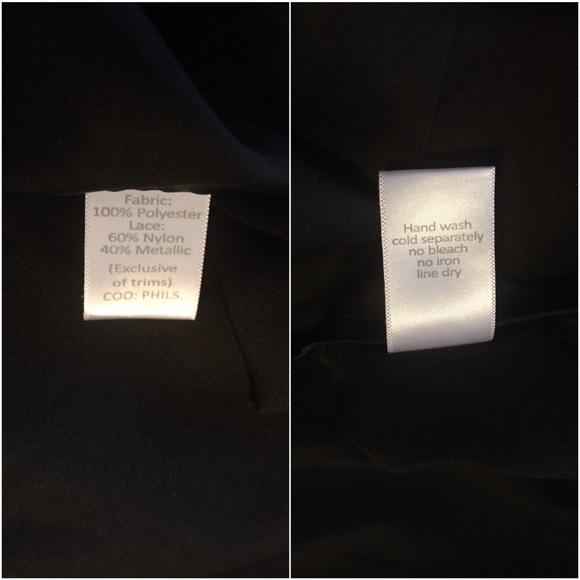 Fabric:
100% Polyester
Lace:
60% Nylon
40% Metallic
(Exclusive
of trims)
COO: PHILS.
Hand wash
cold separately
no bleach
no iron
line dry